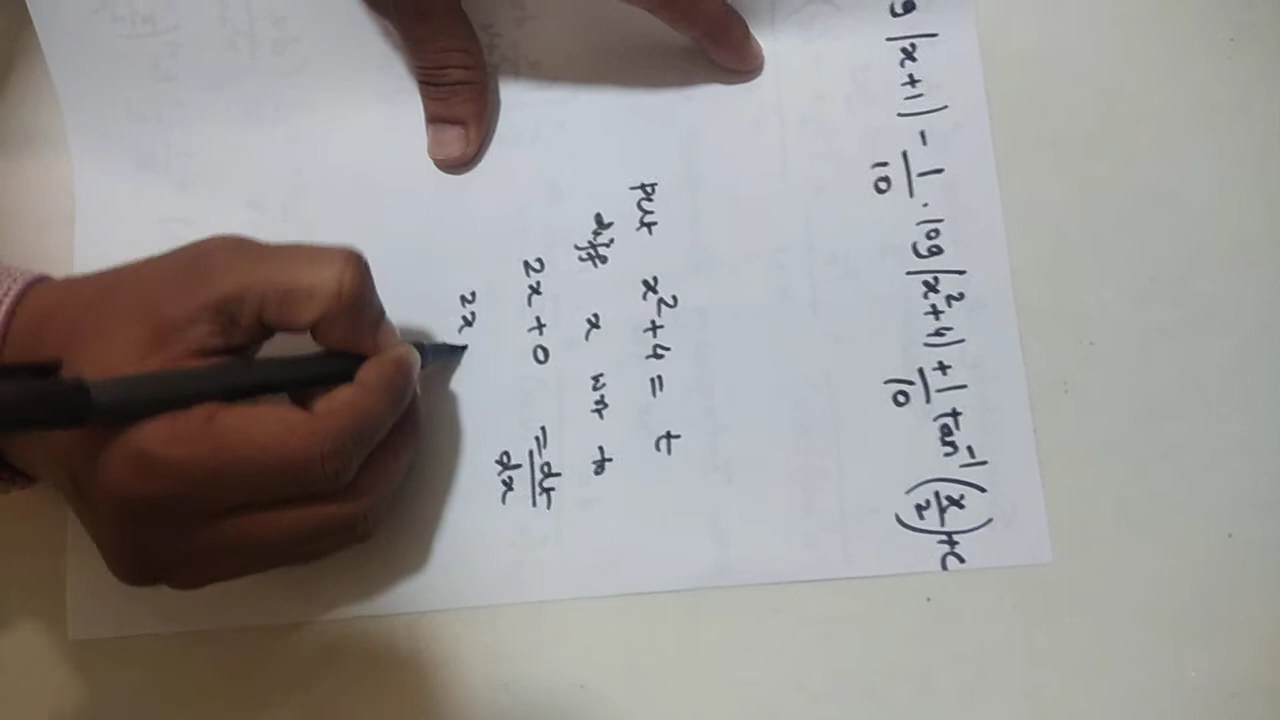 g |x+1| - 1/10 . log |x²+4| + 1/10 tan⁻¹ (x/2) + c
put x²+4 = t
diff x wrt to
2x+0 = dt/dx
2x